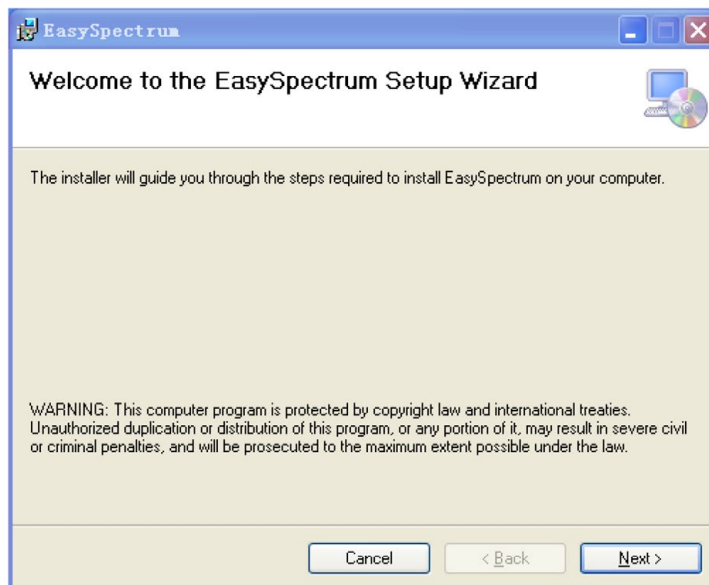 EasySpectrum
Welcome to the EasySpectrum Setup Wizard
The installer will guide you through the steps required to install EasySpectrum on your computer.
WARNING: This computer program is protected by copyright law and international treaties.
Unauthorized duplication or distribution of this program, or any portion of it, may result in severe civil
or criminal penalties, and will be prosecuted to the maximum extent possible under the law.
Cancel
< Back
Next >